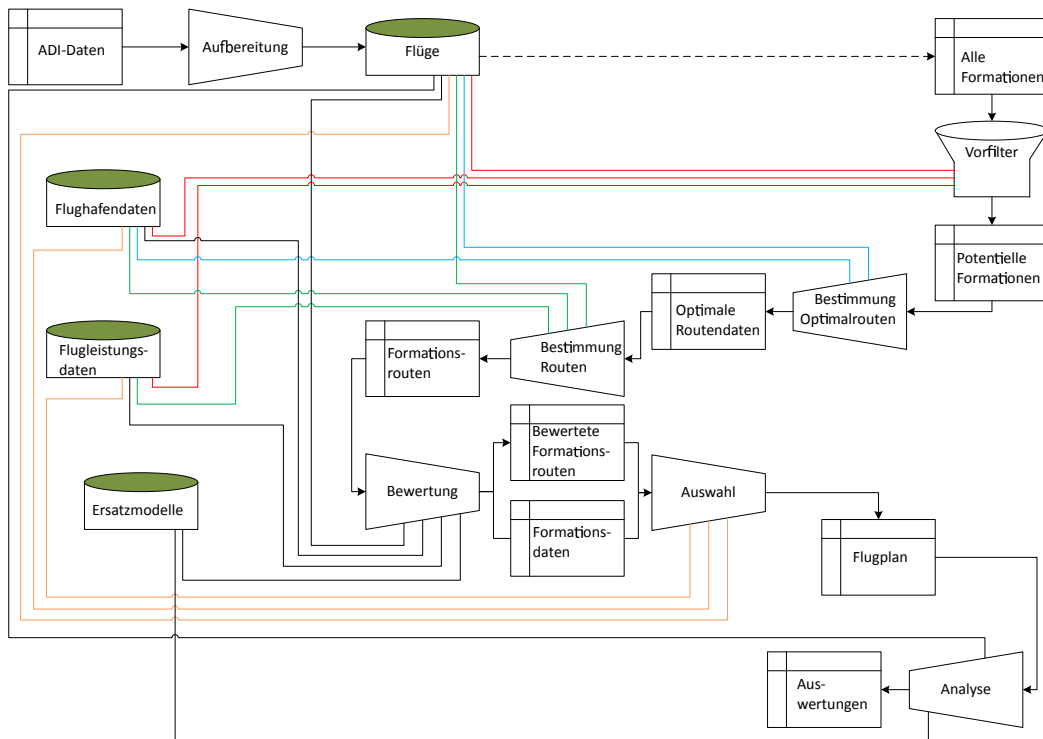 ADI-Daten
Aufbereitung
Flüge
Alle
Formationen
Vorfilter
Flughafendaten
Potentielle
Formationen
Bestimmung
Optimalrouten
Optimale
Routendaten
Bestimmung
Routen
Formations-
routen
Flugleistungs-
daten
Bewertete
Formations-
routen
Bewertung
Auswahl
Ersatzmodelle
Formations-
daten
Flugplan
Analyse
Aus-
wertungen